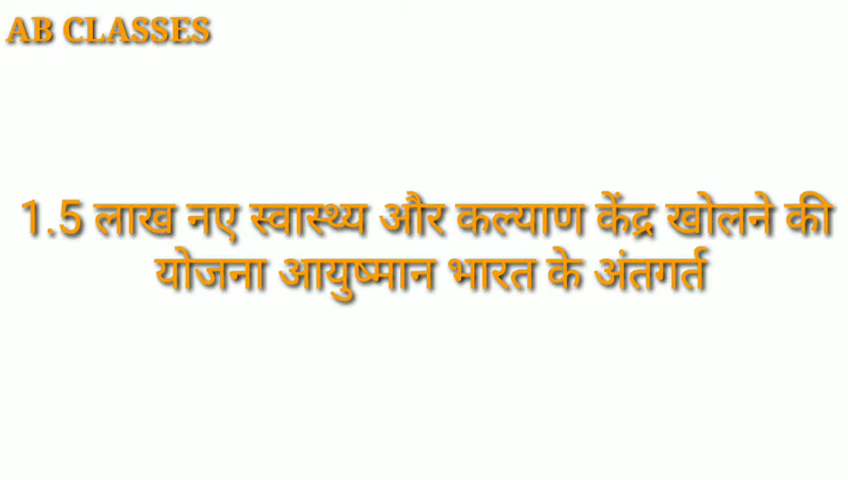 AB CLASSES
1.5 लाख नए स्वास्थ्य और कल्याण केंद्र खोलने की
योजना आयुष्मान भारत के अंतगर्त